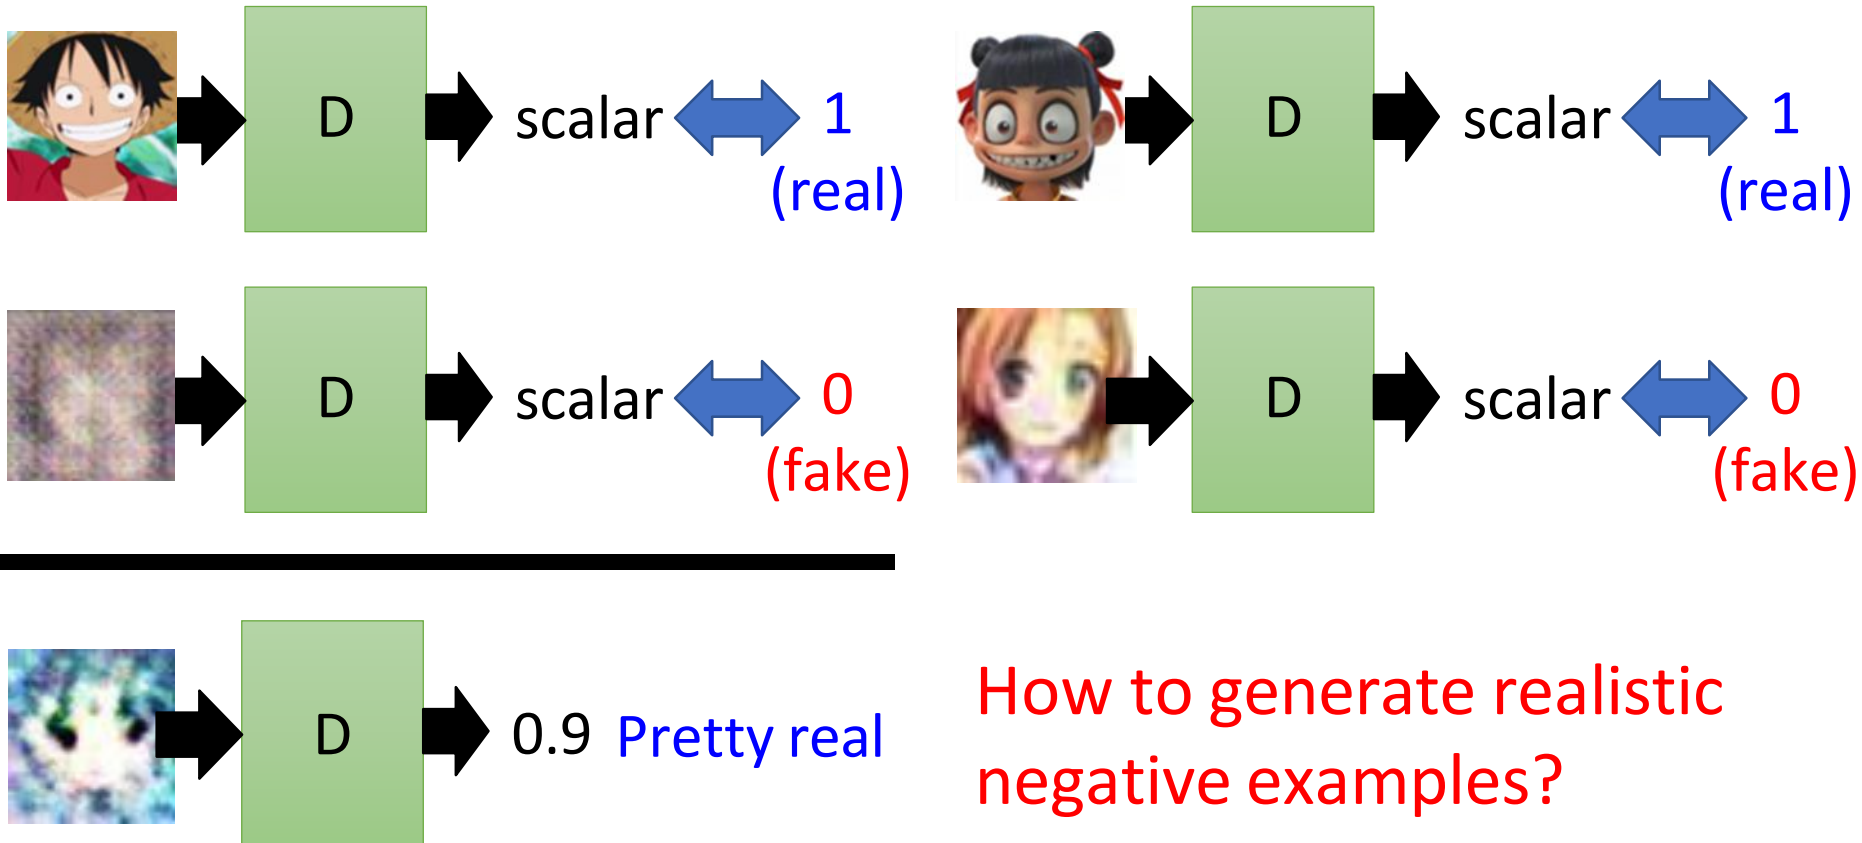 D scalar 1
(real)
D scalar 1
(real)
D scalar 0
(fake)
D scalar 0
(fake)
D 0.9 Pretty real
How to generate realistic
negative examples?